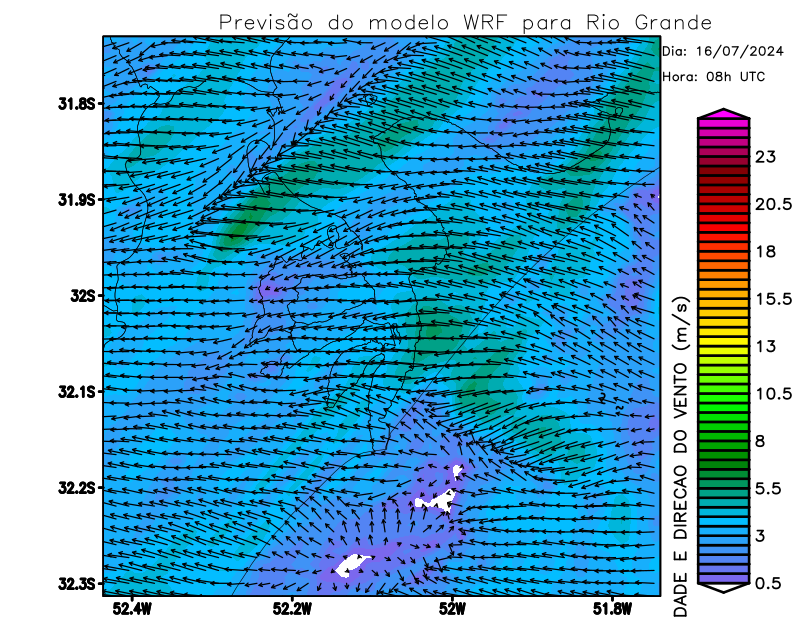 Previsão do modelo WRF para Rio Grande
Dia: 16/07/2024
Hora: 08h UTC
31.8S
31.9S
32S
32.1S
32.2S
32.3S
52.4W
52.2W
52W
51.8W
23
20.5
18
15.5
13
10.5
8
5.5
3
0.5
DADE E DIRECAO DO VENTO (m/s)